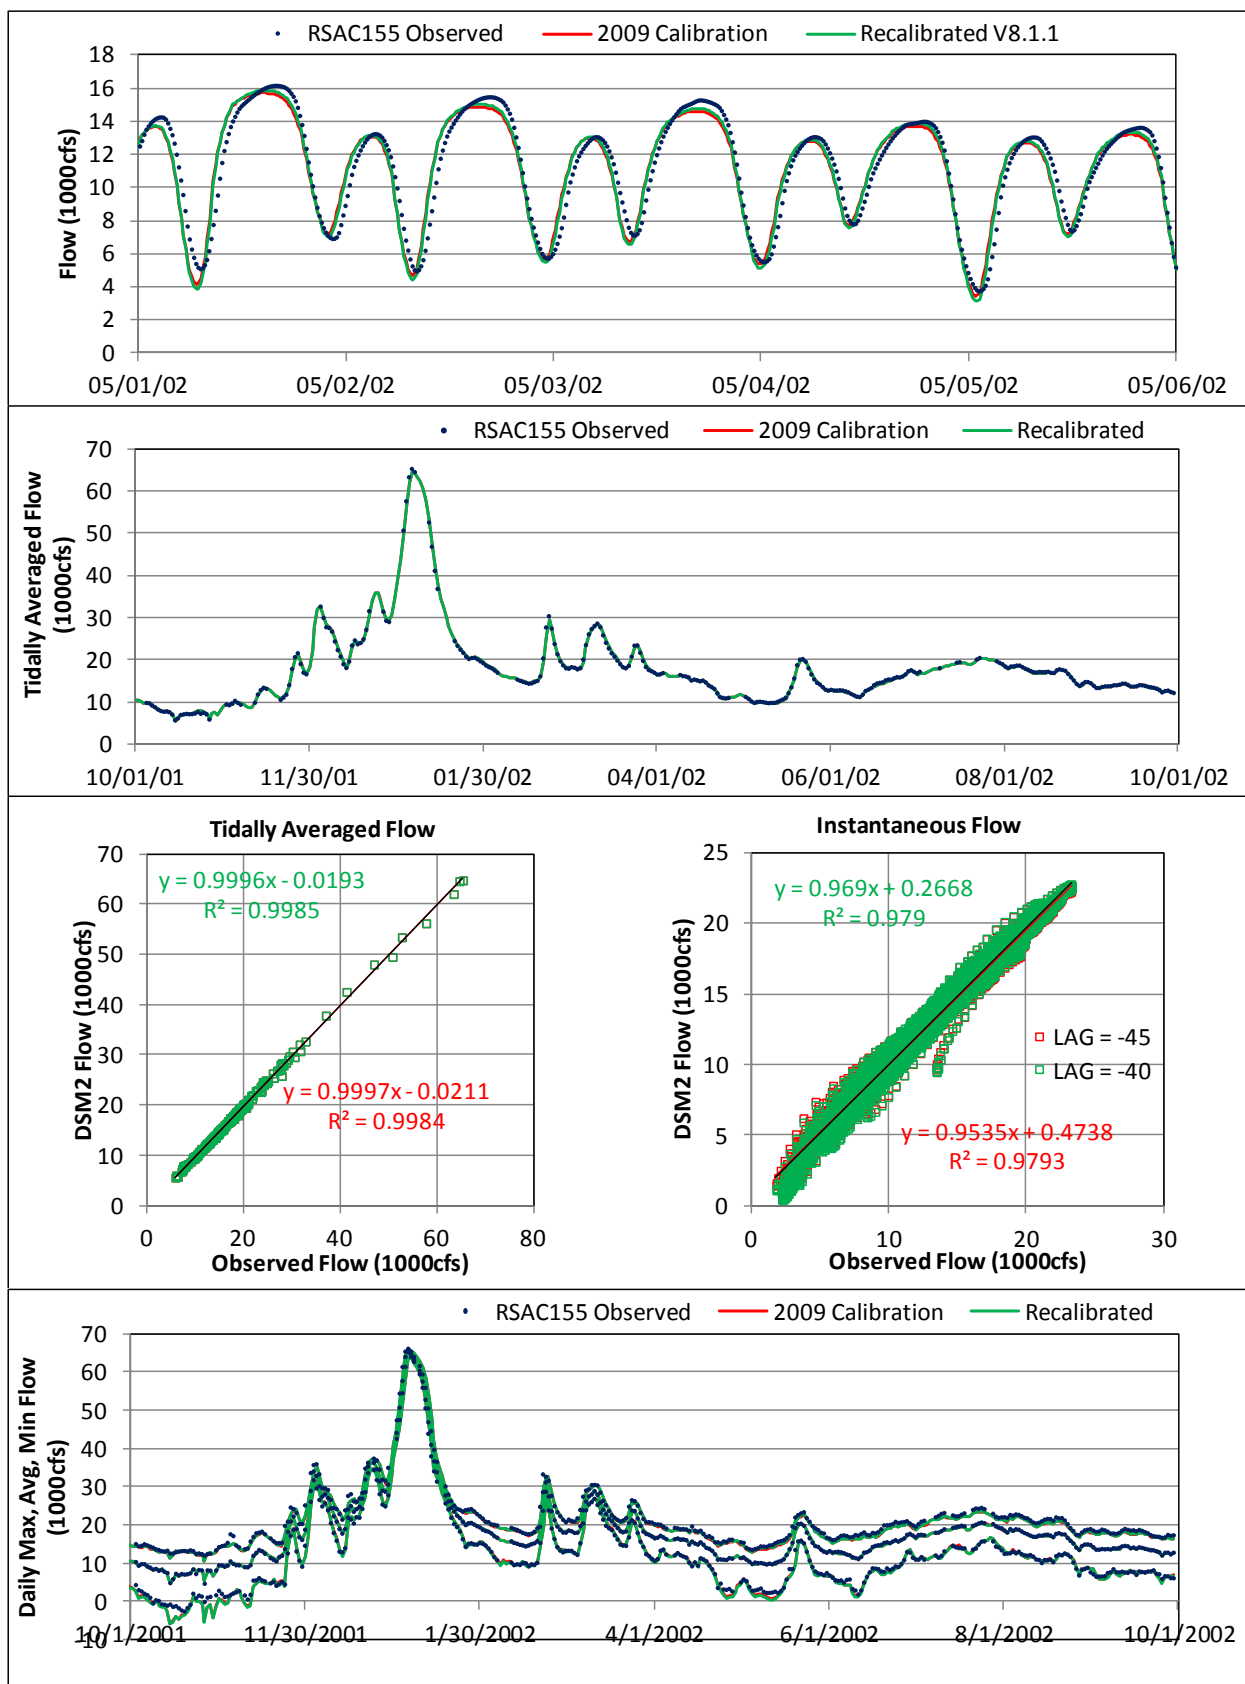 RSAC155 Observed 2009 Calibration Recalibrated V8.1.1
Flow (1000cfs)
18
16
14
12
10
8
6
4
2
0
05/01/02 05/02/02 05/03/02 05/04/02 05/05/02 05/06/02
RSAC155 Observed 2009 Calibration Recalibrated
Tidally Averaged Flow
(1000cfs)
70
60
50
40
30
20
10
0
10/01/01 11/30/01 01/30/02 04/01/02 06/01/02 08/01/02 10/01/02
Tidally Averaged Flow
DSM2 Flow (1000cfs)
70
60
50
40
30
20
10
0
y = 0.9996x - 0.0193
R² = 0.9985
y = 0.9997x - 0.0211
R² = 0.9984
0 20 40 60 80
Observed Flow (1000cfs)
Instantaneous Flow
DSM2 Flow (1000cfs)
25
20
15
10
5
0
y = 0.969x + 0.2668
R² = 0.979
LAG = -45
LAG = -40
y = 0.9535x + 0.4738
R² = 0.9793
0 10 20 30
Observed Flow (1000cfs)
RSAC155 Observed 2009 Calibration Recalibrated
Daily Max, Avg, Min Flow
(1000cfs)
70
60
50
40
30
20
10
0
-10
10/1/2001 11/30/2001 1/30/2002 4/1/2002 6/1/2002 8/1/2002 10/1/2002